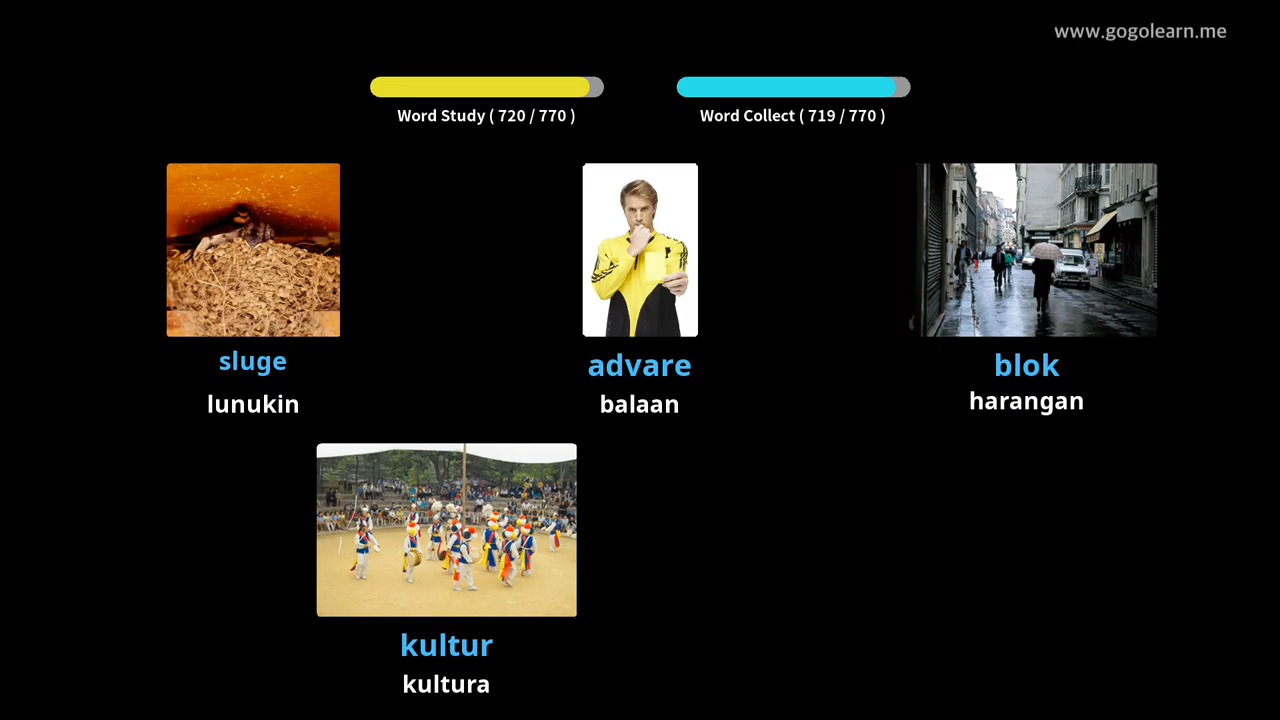 www.gogolearn.me
Word Study ( 720 / 770 )
Word Collect ( 719 / 770 )
sluge
lunukin
advare
balaan
blok
harangan
kultur
kultura